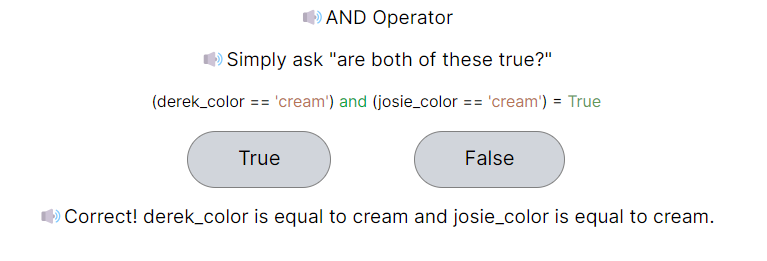 AND Operator
Simply ask "are both of these true?"
(derek_color == 'cream') and (josie_color == 'cream') = True
True False
Correct! derek_color is equal to cream and josie_color is equal to cream.